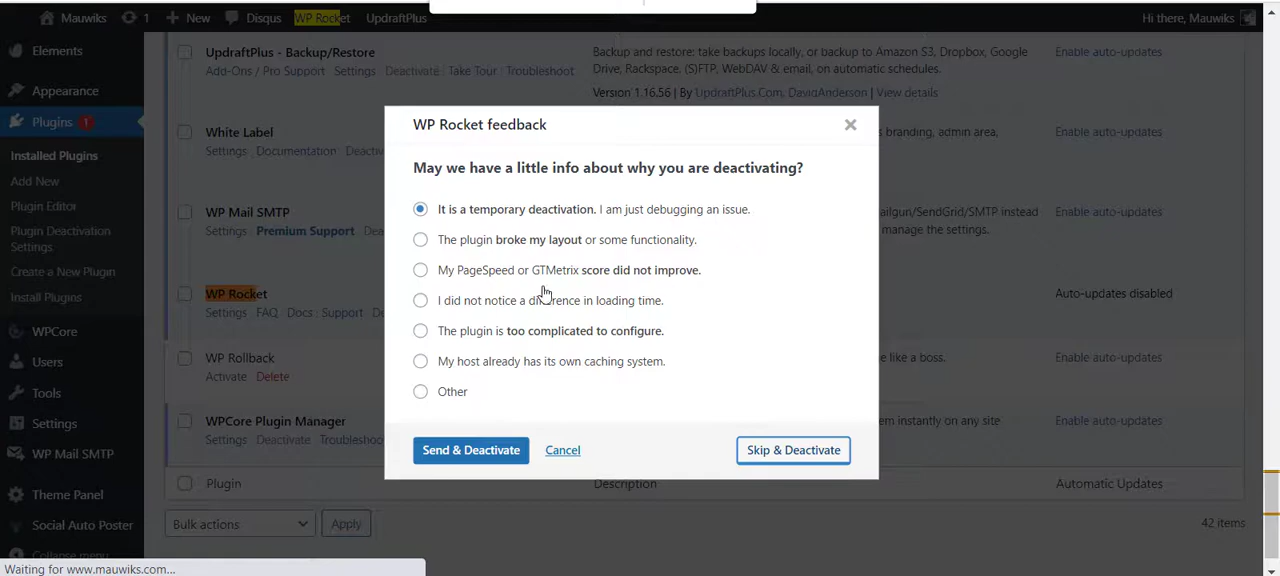 Mauwiks 1 New Disqus WP Rocket UpdraftPlus Hi there, Mauwiks
Elements
Appearance
Plugins 1
Installed Plugins
Add New
Plugin Editor
Plugin Deactivation
Settings
Create a New Plugin
Install Plugins
WPCore
Users
Tools
Settings
WP Mail SMTP
Theme Panel
Social Auto Poster
Collapse menu
UpdraftPlus - Backup/Restore
Add-Ons / Pro Support | Settings | Deactivate | Take Tour | Troubleshoot
Backup and restore: take backups locally, or backup to Amazon S3, Dropbox, Google
Drive, Rackspace, (S)FTP, WebDAV & email, on automatic schedules.
Version 1.16.56 | By UpdraftPlus.Com, DavidAnderson | View details
Enable auto-updates
White Label
Settings | Documentation |
branding, admin area,
Enable auto-updates
WP Mail SMTP
Settings | Premium Support |
SendGrid/SMTP instead
manage the settings.
Enable auto-updates
WP Rocket
Settings | FAQ | Docs | Support |
Auto-updates disabled
WP Rollback
Activate | Delete
like a boss.
Enable auto-updates
WPCore Plugin Manager
Settings | Deactivate |
instantly on any site
Enable auto-updates
Plugin Description Automatic Updates
Bulk actions Apply 42 items
WP Rocket feedback
May we have a little info about why you are deactivating?
It is a temporary deactivation. I am just debugging an issue.
The plugin broke my layout or some functionality.
My PageSpeed or GTMetrix score did not improve.
I did not notice a difference in loading time.
The plugin is too complicated to configure.
My host already has its own caching system.
Other
Send & Deactivate Cancel Skip & Deactivate
Waiting for www.mauwiks.com...